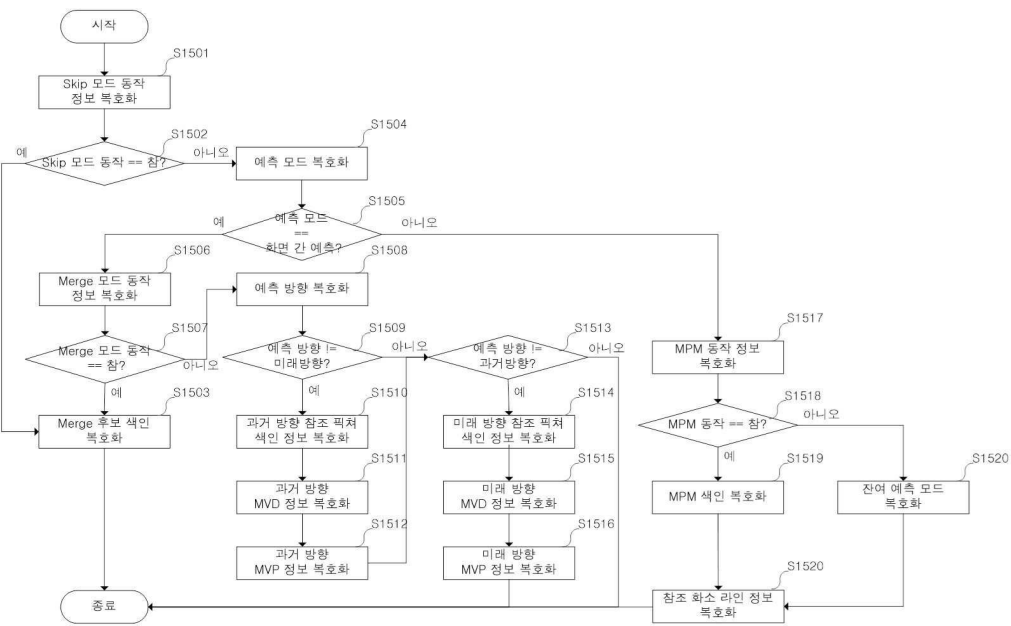 시작
S1501
Skip 모드 동작
정보 복호화
S1502
예
Skip 모드 동작 == 참?
아니오
S1504
예측 모드 복호화
S1505
예
예측 모드
==
화면 간 예측?
아니오
S1506
Merge 모드 동작
정보 복호화
S1507
Merge 모드 동작
== 참?
아니오
예
S1503
Merge 후보 색인
복호화
S1508
예측 방향 복호화
S1509
예측 방향 !=
미래방향?
아니오
예
S1510
과거 방향 참조 픽쳐
색인 정보 복호화
S1511
과거 방향
MVD 정보 복호화
S1512
과거 방향
MVP 정보 복호화
S1513
예측 방향 !=
과거방향?
아니오
예
S1514
미래 방향 참조 픽쳐
색인 정보 복호화
S1515
미래 방향
MVD 정보 복호화
S1516
미래 방향
MVP 정보 복호화
S1517
MPM 동작 정보
복호화
S1518
MPM 동작 == 참?
아니오
예
S1519
MPM 색인 복호화
S1520
잔여 예측 모드
복호화
S1520
참조 화소 라인 정보
복호화
종료